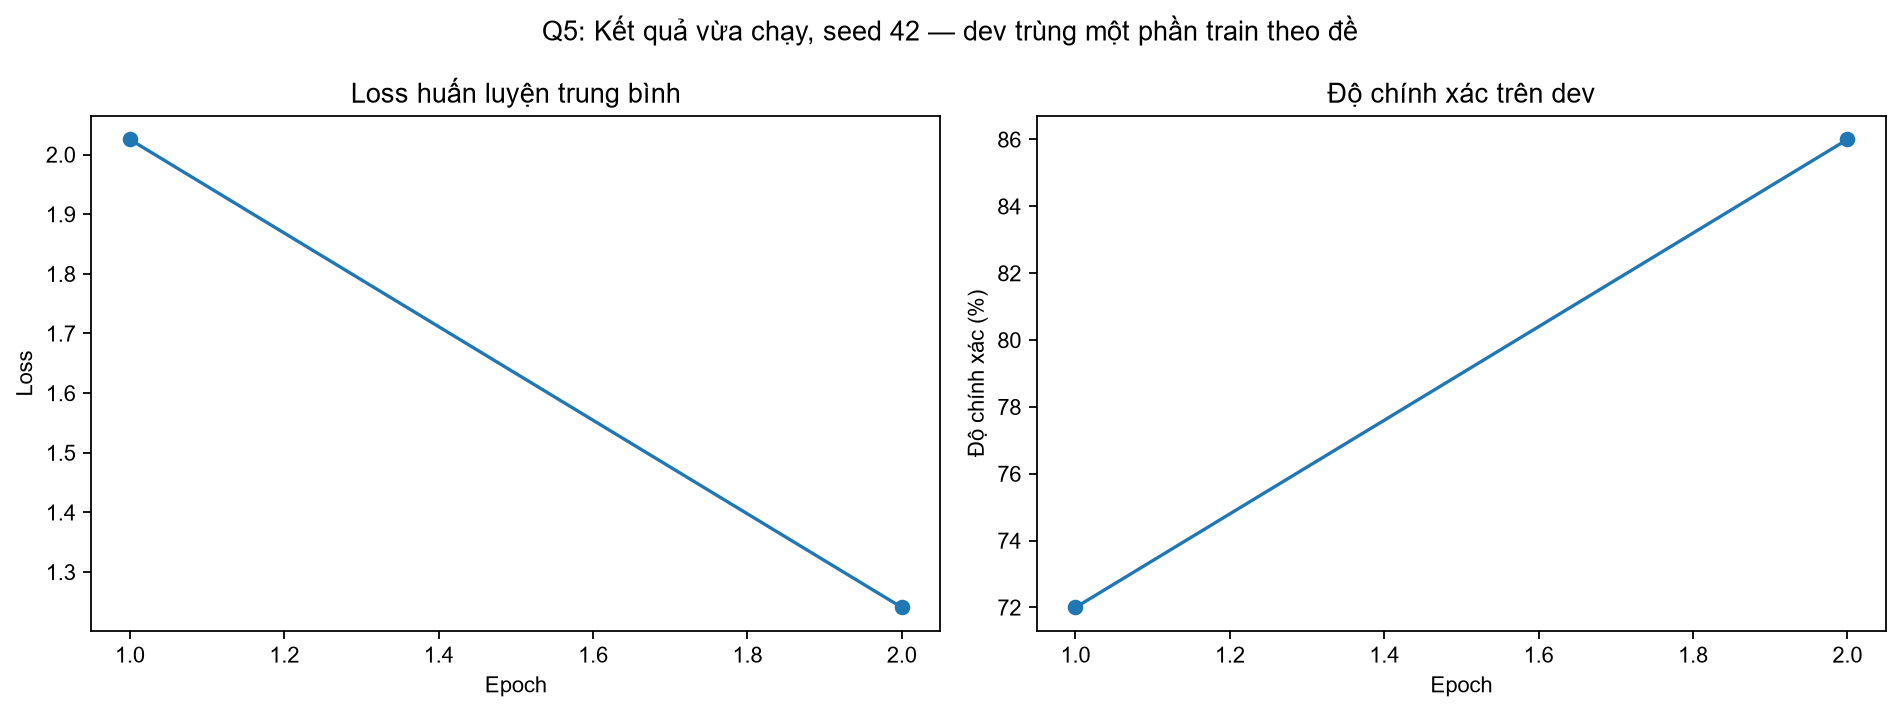 Q5: Kết quả vừa chạy, seed 42 — dev trùng một phần train theo đề
Loss huấn luyện trung bình
2.0
1.9
1.8
1.7
1.6
1.5
1.4
1.3
Loss
1.0 1.2 1.4 1.6 1.8 2.0
Epoch
Độ chính xác trên dev
86
84
82
80
78
76
74
72
Độ chính xác (%)
1.0 1.2 1.4 1.6 1.8 2.0
Epoch